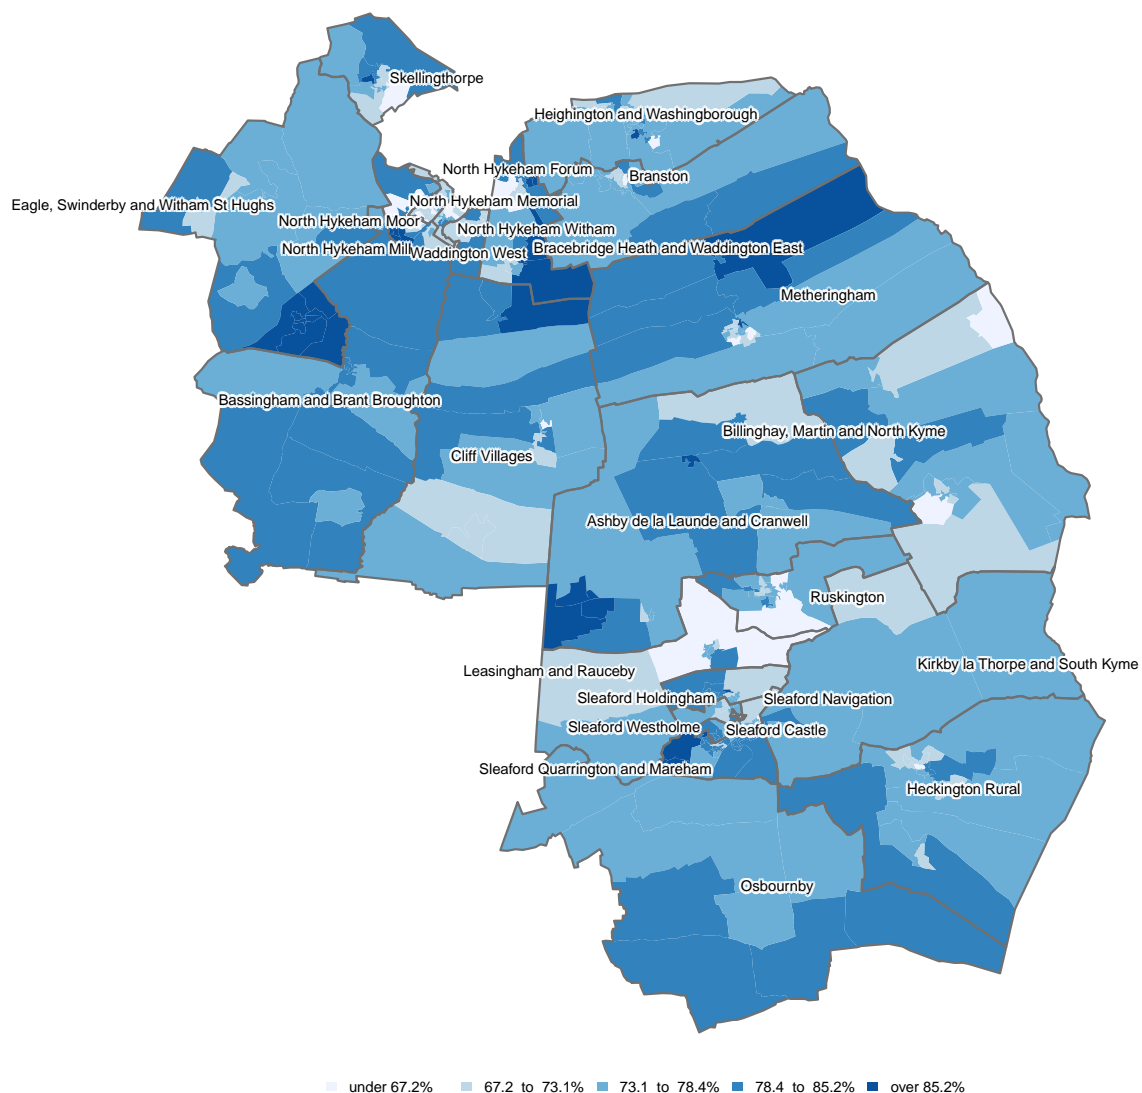 Skellingthorpe
Heighington and Washingborough
North Hykeham Forum
Branston
Eagle, Swinderby and Witham St Hughs
North Hykeham Memorial
North Hykeham Moor
North Hykeham Witham
North Hykeham Mill
Waddington West
Bracebridge Heath and Waddington East
Metheringham
Bassingham and Brant Broughton
Billinghay, Martin and North Kyme
Cliff Villages
Ashby de la Launde and Cranwell
Ruskington
Leasingham and Rauceby
Kirkby la Thorpe and South Kyme
Sleaford Holdingham
Sleaford Navigation
Sleaford Westholme
Sleaford Castle
Sleaford Quarrington and Mareham
Heckington Rural
Osbournby
under 67.2% 67.2 to 73.1% 73.1 to 78.4% 78.4 to 85.2% over 85.2%